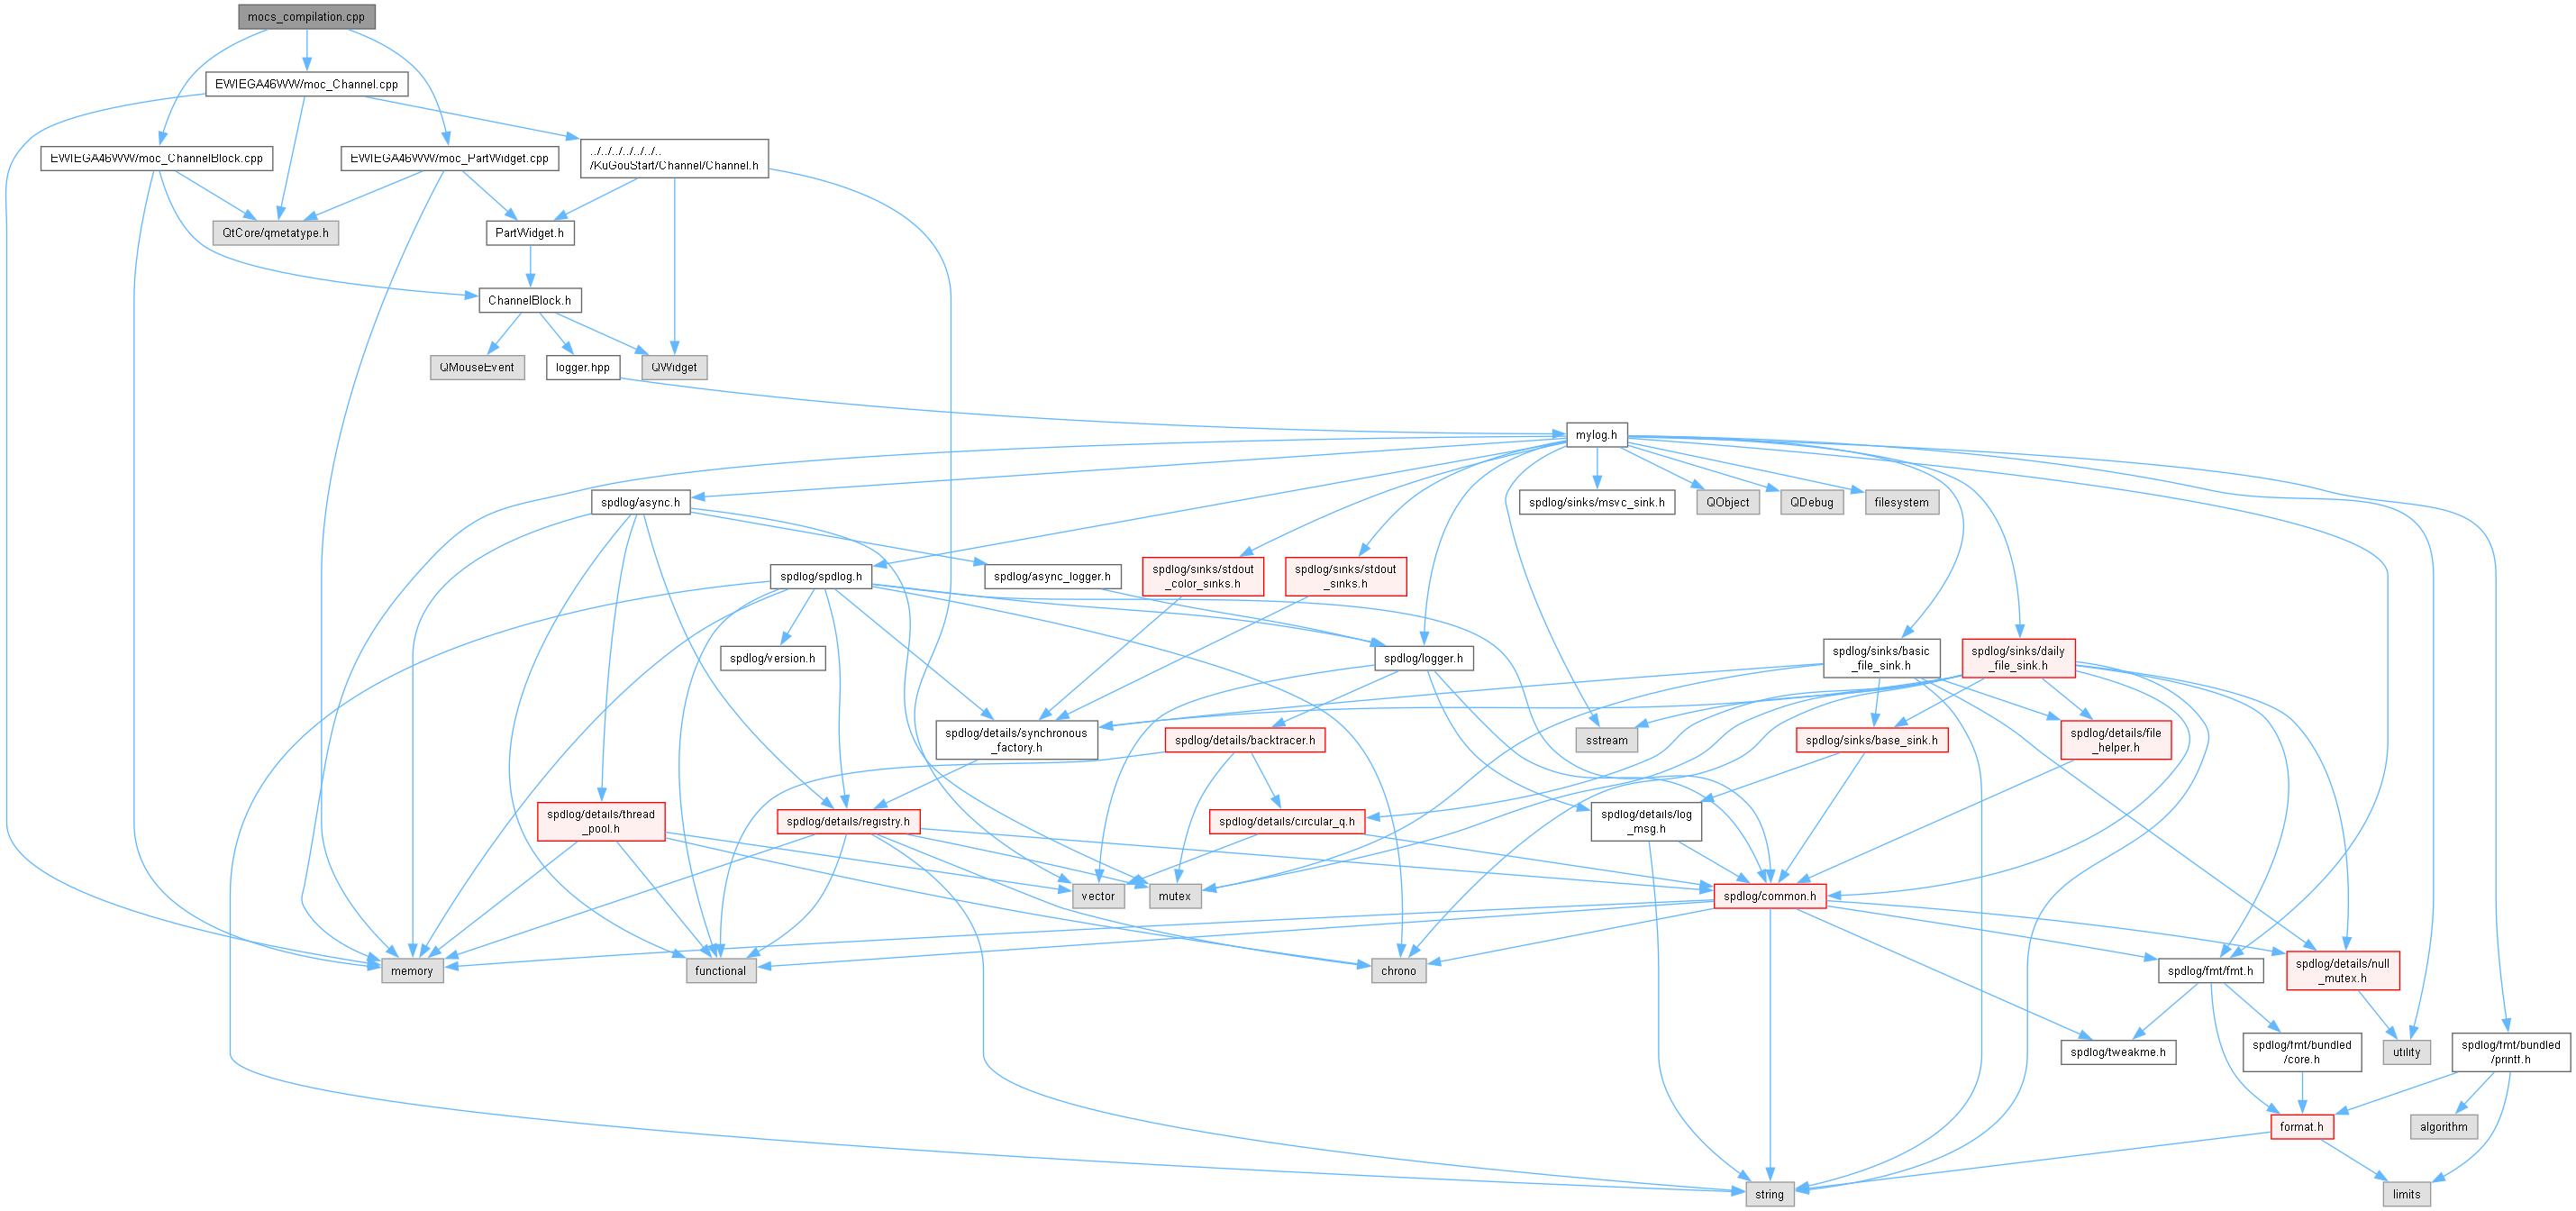 mocs_compilation.cpp
EWIEGA46WW/moc_Channel.cpp
EWIEGA46WW/moc_ChannelBlock.cpp
EWIEGA46WW/moc_PartWidget.cpp
../../../../../../..
/KuGouStart/Channel/Channel.h
QtCore/qmetatype.h
PartWidget.h
ChannelBlock.h
QMouseEvent
logger.hpp
QWidget
mylog.h
spdlog/async.h
spdlog/sinks/msvc_sink.h
QObject
QDebug
filesystem
spdlog/spdlog.h
spdlog/async_logger.h
spdlog/sinks/stdout
_color_sinks.h
spdlog/sinks/stdout
_sinks.h
spdlog/version.h
spdlog/logger.h
spdlog/sinks/basic
_file_sink.h
spdlog/sinks/daily
_file_sink.h
spdlog/details/synchronous
_factory.h
spdlog/details/backtracer.h
sstream
spdlog/sinks/base_sink.h
spdlog/details/file
_helper.h
spdlog/details/thread
_pool.h
spdlog/details/registry.h
spdlog/details/circular_q.h
spdlog/details/log
_msg.h
vector
mutex
spdlog/common.h
memory
functional
chrono
spdlog/fmt/fmt.h
spdlog/details/null
_mutex.h
spdlog/tweakme.h
spdlog/fmt/bundled
/core.h
utility
spdlog/fmt/bundled
/printf.h
format.h
algorithm
string
limits